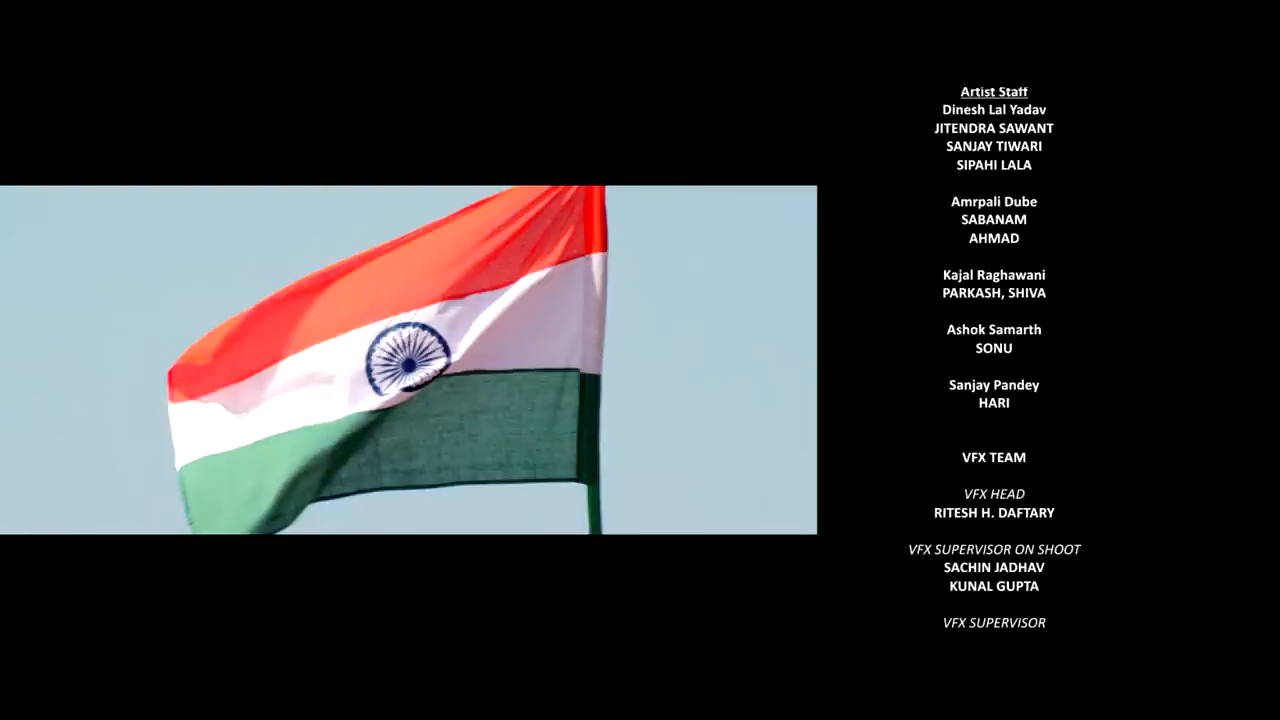 Artist Staff
Dinesh Lal Yadav
JITENDRA SAWANT
SANJAY TIWARI
SIPAHI LALA
Amrpali Dube
SABANAM
AHMAD
Kajal Raghawani
PARKASH, SHIVA
Ashok Samarth
SONU
Sanjay Pandey
HARI
VFX TEAM
VFX HEAD
RITESH H. DAFTARY
VFX SUPERVISOR ON SHOOT
SACHIN JADHAV
KUNAL GUPTA
VFX SUPERVISOR